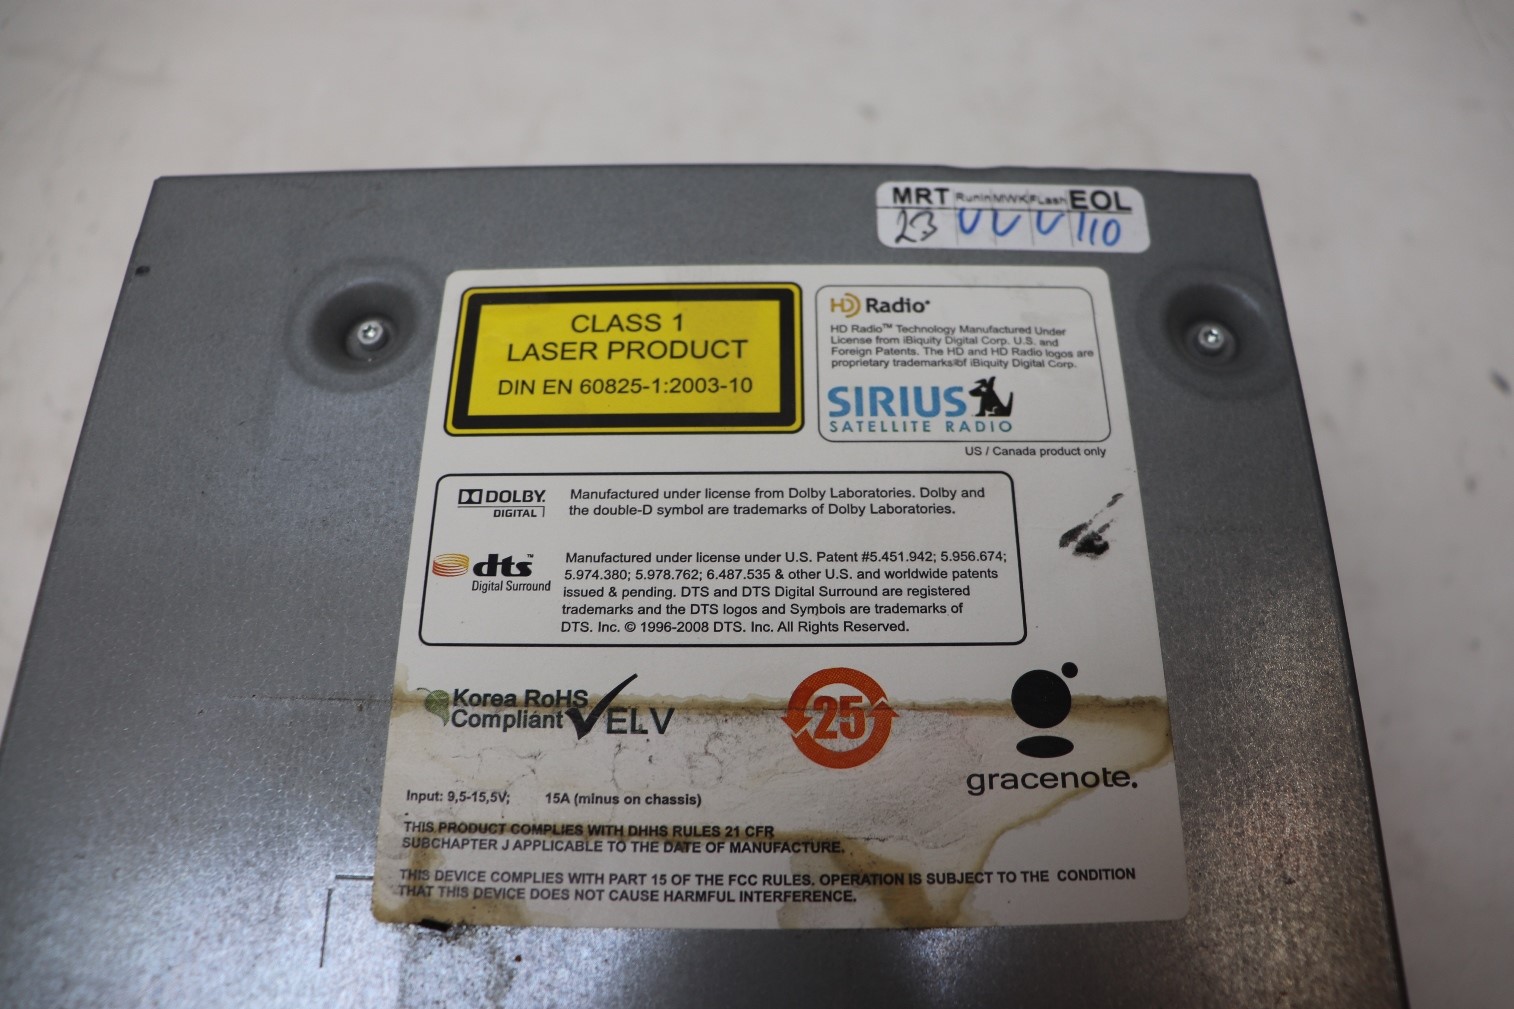 MRT RunIn MWK FLash EOL
23 110
CLASS 1
LASER PRODUCT
DIN EN 60825-1:2003-10
HD Radio
HD Radio™ Technology Manufactured Under
License from iBiquity Digital Corp. U.S. and
Foreign Patents. The HD and HD Radio logos are
proprietary trademarks of iBiquity Digital Corp.
SIRIUS
SATELLITE RADIO
US / Canada product only
DOLBY.
DIGITAL
Manufactured under license from Dolby Laboratories. Dolby and
the double-D symbol are trademarks of Dolby Laboratories.
dts™
Digital Surround
Manufactured under license under U.S. Patent #5.451.942; 5.956.674;
5.974.380; 5.978.762; 6.487.535 & other U.S. and worldwide patents
issued & pending. DTS and DTS Digital Surround are registered
trademarks and the DTS logos and Symbols are trademarks of
DTS. Inc. © 1996-2008 DTS. Inc. All Rights Reserved.
Korea RoHS
Compliant
ELV
25
gracenote.
Input: 9,5-15,5V; 15A (minus on chassis)
THIS PRODUCT COMPLIES WITH DHHS RULES 21 CFR
SUBCHAPTER J APPLICABLE TO THE DATE OF MANUFACTURE.
THIS DEVICE COMPLIES WITH PART 15 OF THE FCC RULES. OPERATION IS SUBJECT TO THE CONDITION
THAT THIS DEVICE DOES NOT CAUSE HARMFUL INTERFERENCE.